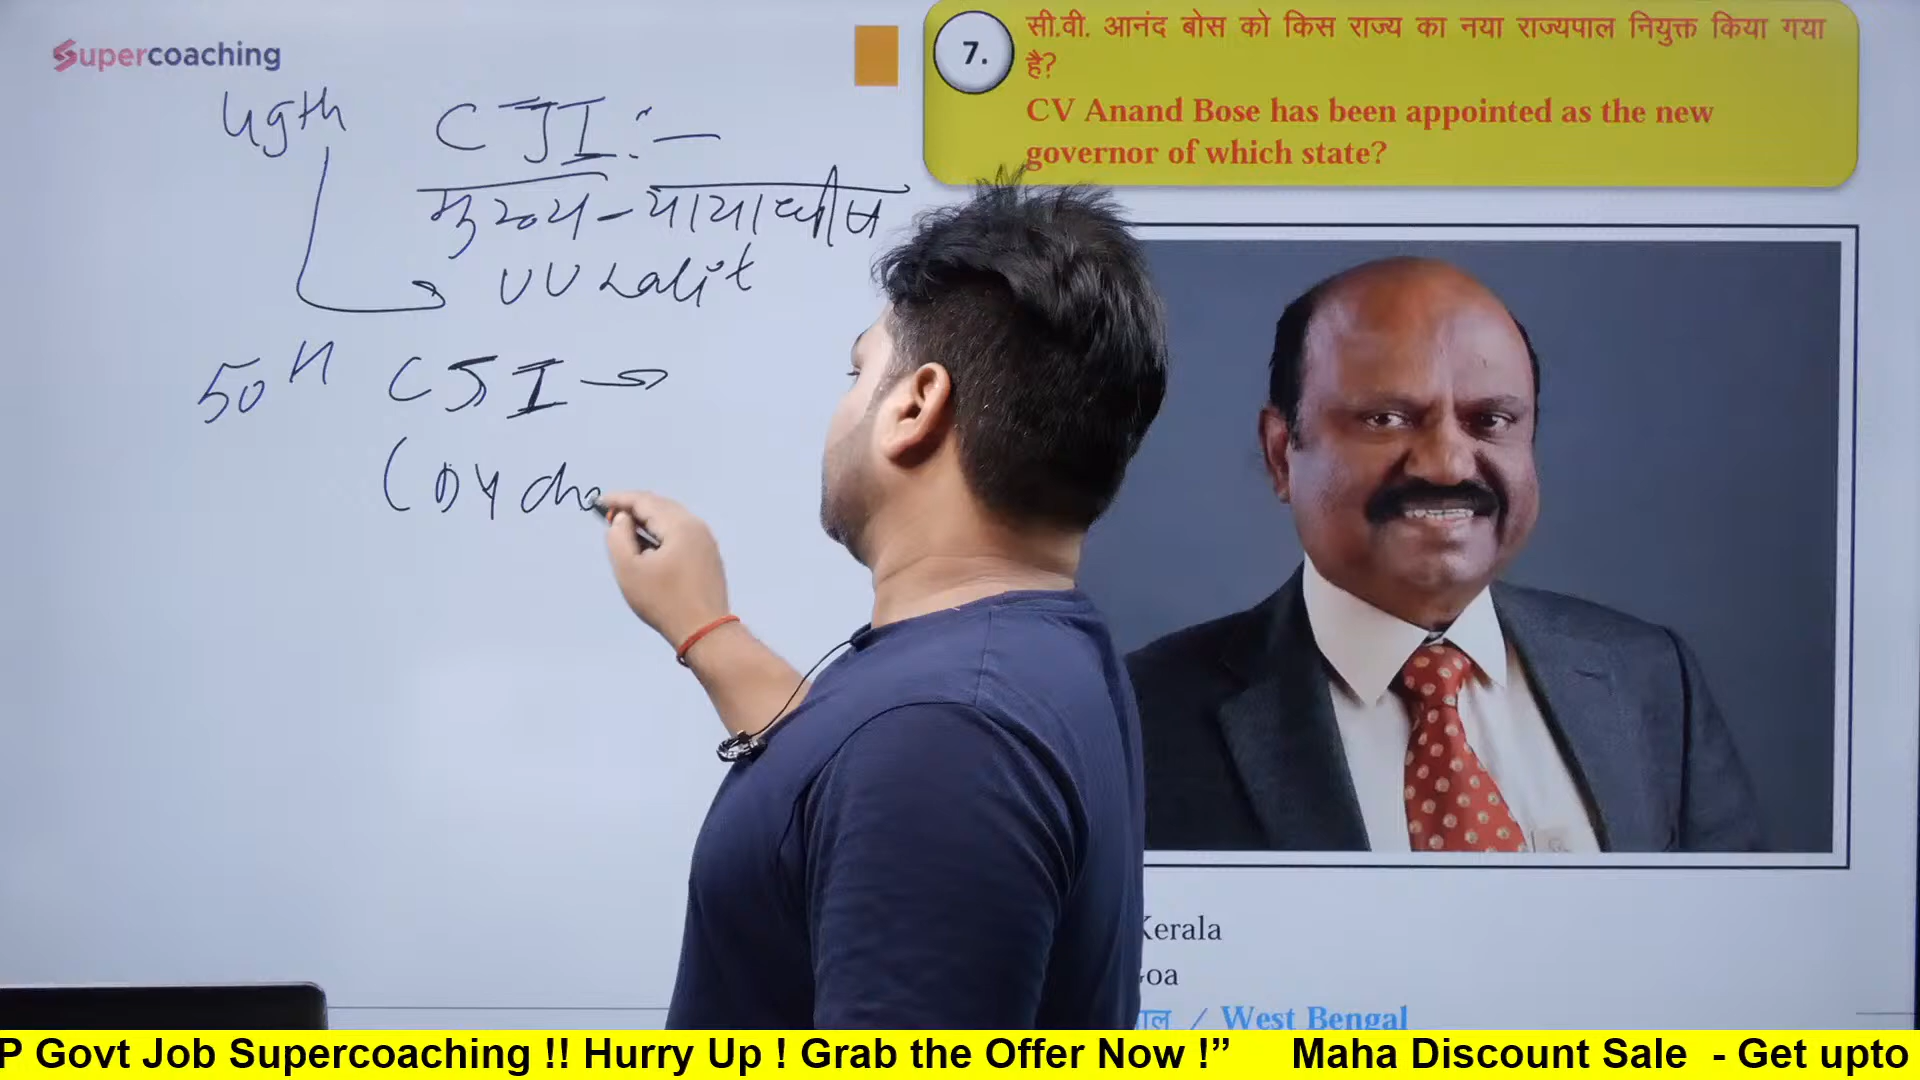 Supercoaching
7.
सी.वी. आनंद बोस को किस राज्य का नया राज्यपाल नियुक्त किया गया
है?
CV Anand Bose has been appointed as the new
governor of which state?
49th CJI:-
मुख्य-न्यायाधीष
UU Lalit
50th CJI →
(DY cha
Kerala
Goa
/ West Bengal
P Govt Job Supercoaching !! Hurry Up ! Grab the Offer Now !” Maha Discount Sale - Get upto